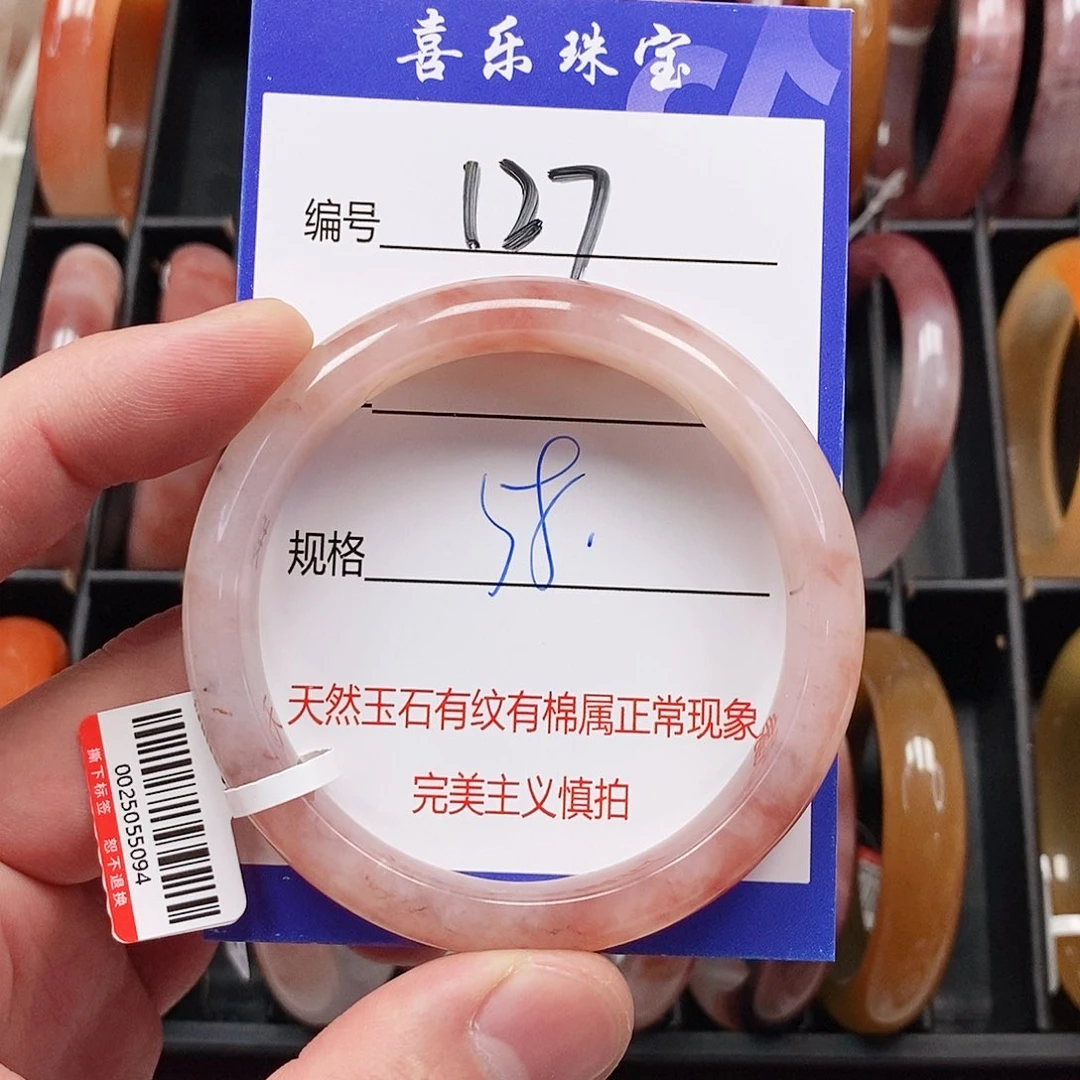 喜乐珠宝
编号 127
规格 58.
天然玉石有纹有棉属正常现象
完美主义慎拍
0025055094
撕下标签 恕不退换